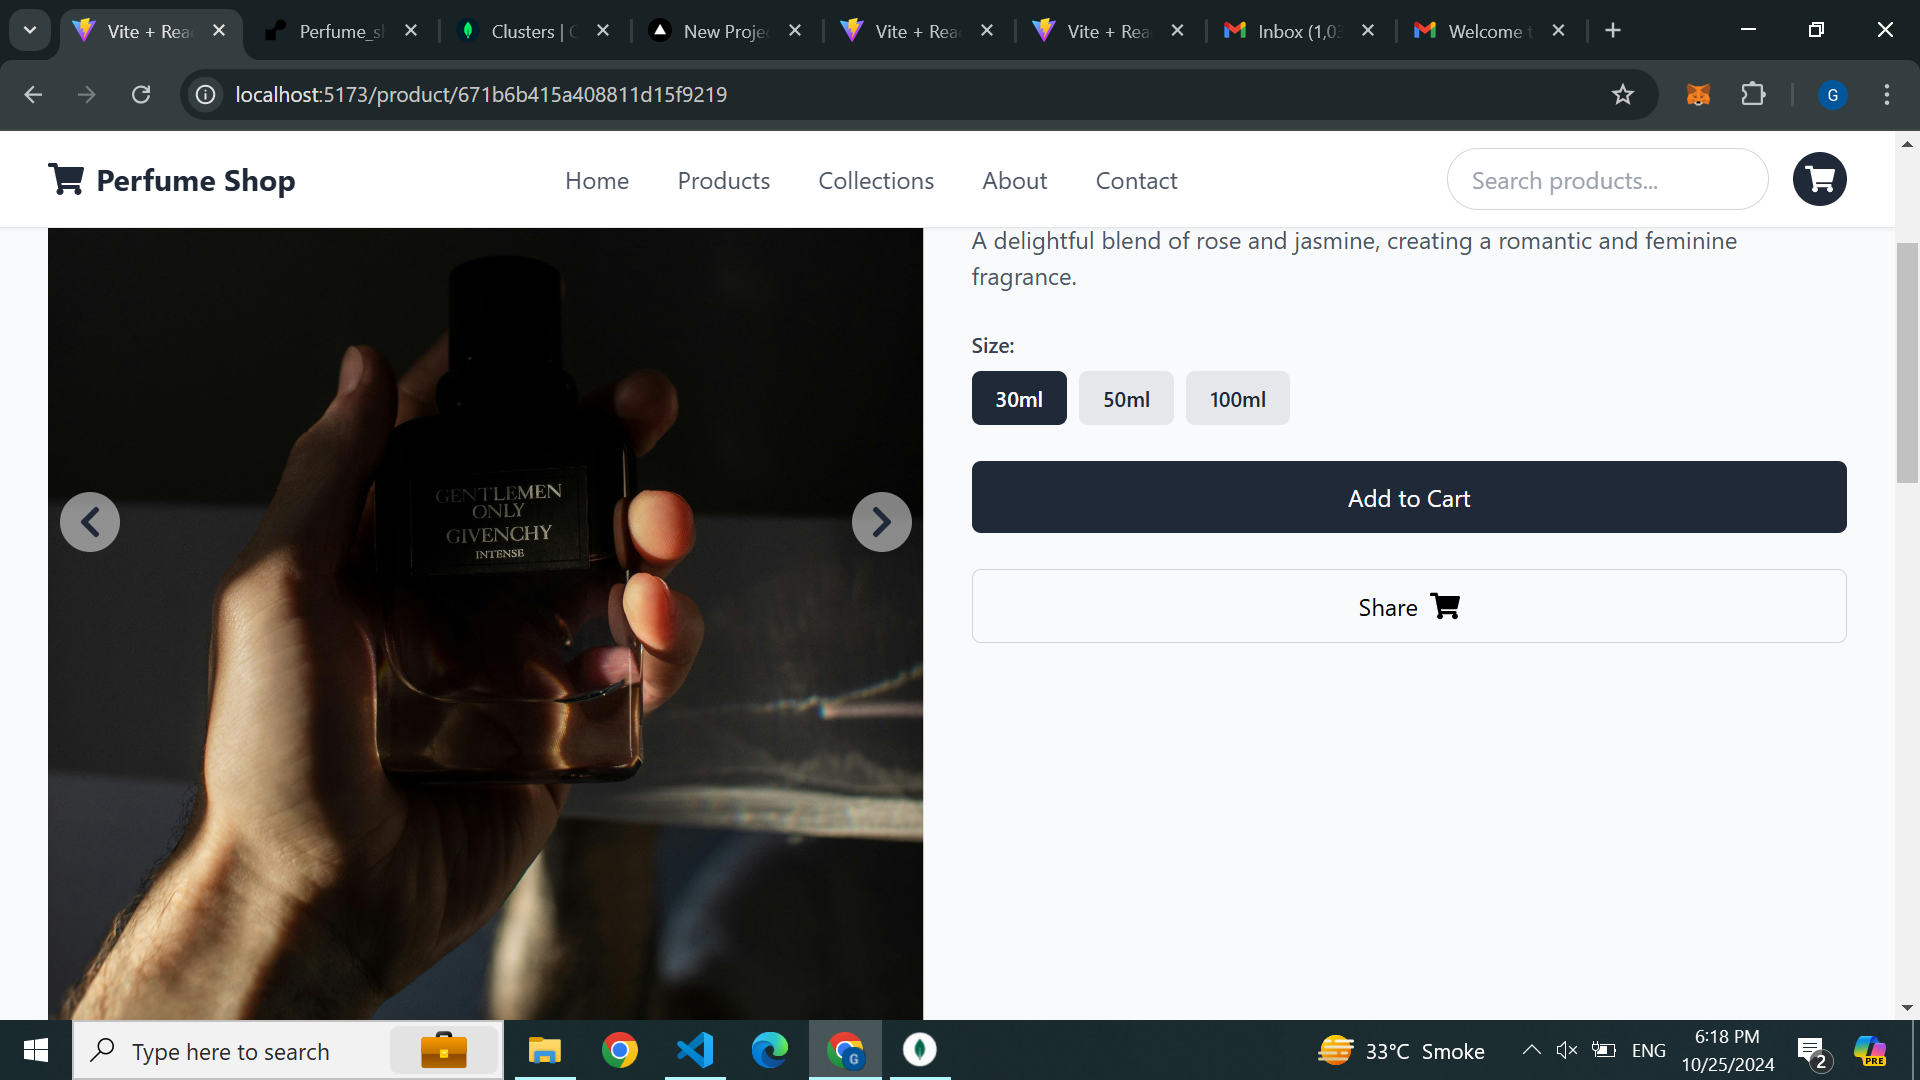 Vite + Rea
Perfume_sl
Clusters | C
New Projec
Vite + Rea
Vite + Rea
Inbox (1,03
Welcome t
localhost:5173/product/671b6b415a408811d15f9219
G
Perfume Shop
Home
Products
Collections
About
Contact
Search products...
A delightful blend of rose and jasmine, creating a romantic and feminine
fragrance.
Size:
30ml
50ml
100ml
Add to Cart
Share
GENTLEMEN
ONLY
GIVENCHY
INTENSE
Type here to search
G
33°C Smoke
ENG
6:18 PM
10/25/2024
2
PRE